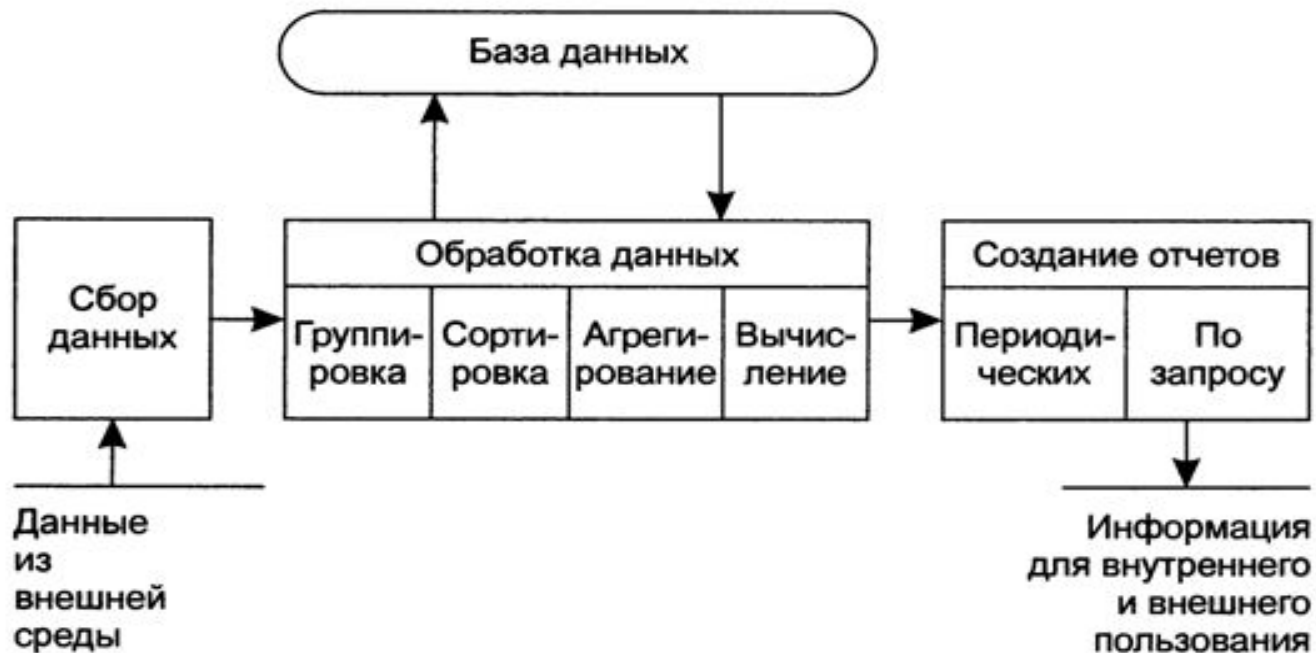 База данных
Сбор
данных
Обработка данных
Группи-
ровка
Сорти-
ровка
Агреги-
рование
Вычис-
ление
Создание отчетов
Периоди-
ческих
По
запросу
Данные
из
внешней
среды
Информация
для внутреннего
и внешнего
пользования